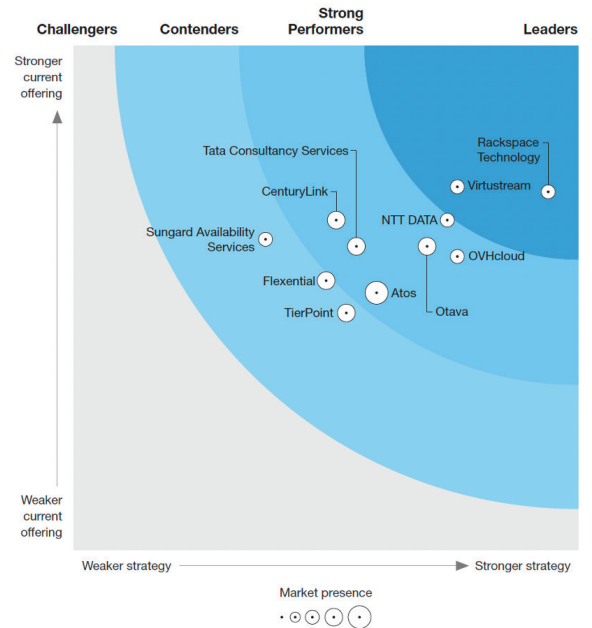 Challengers
Contenders
Strong
Performers
Leaders
Stronger
current
offering
Rackspace
Technology
Tata Consultancy Services
Virtustream
CenturyLink
NTT DATA
Sungard Availability
Services
OVHcloud
Flexential
Atos
TierPoint
Otava
Weaker
current
offering
Weaker strategy
Stronger strategy
Market presence